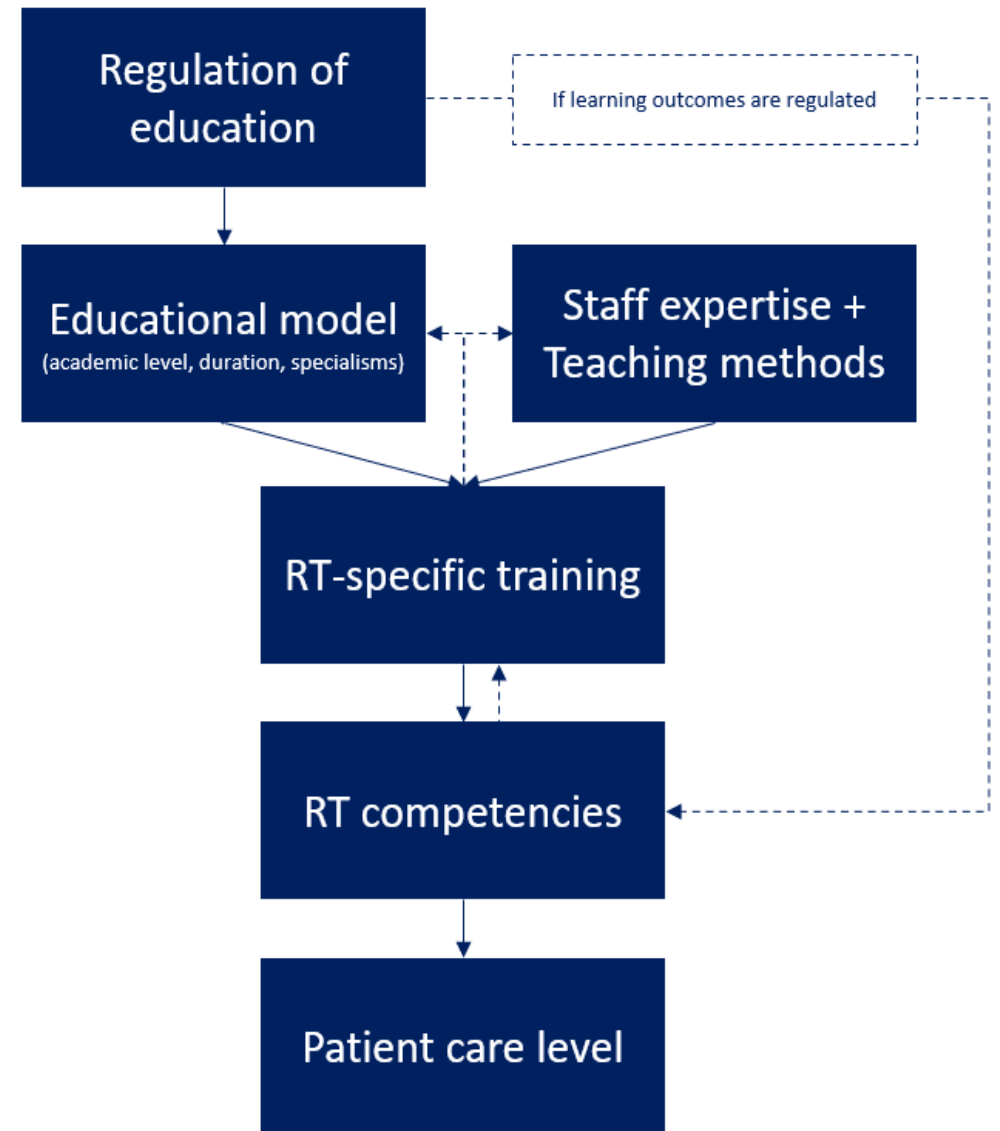 Regulation of
education
If learning outcomes are regulated
Educational model
(academic level, duration, specialisms)
Staff expertise +
Teaching methods
RT-specific training
RT competencies
Patient care level